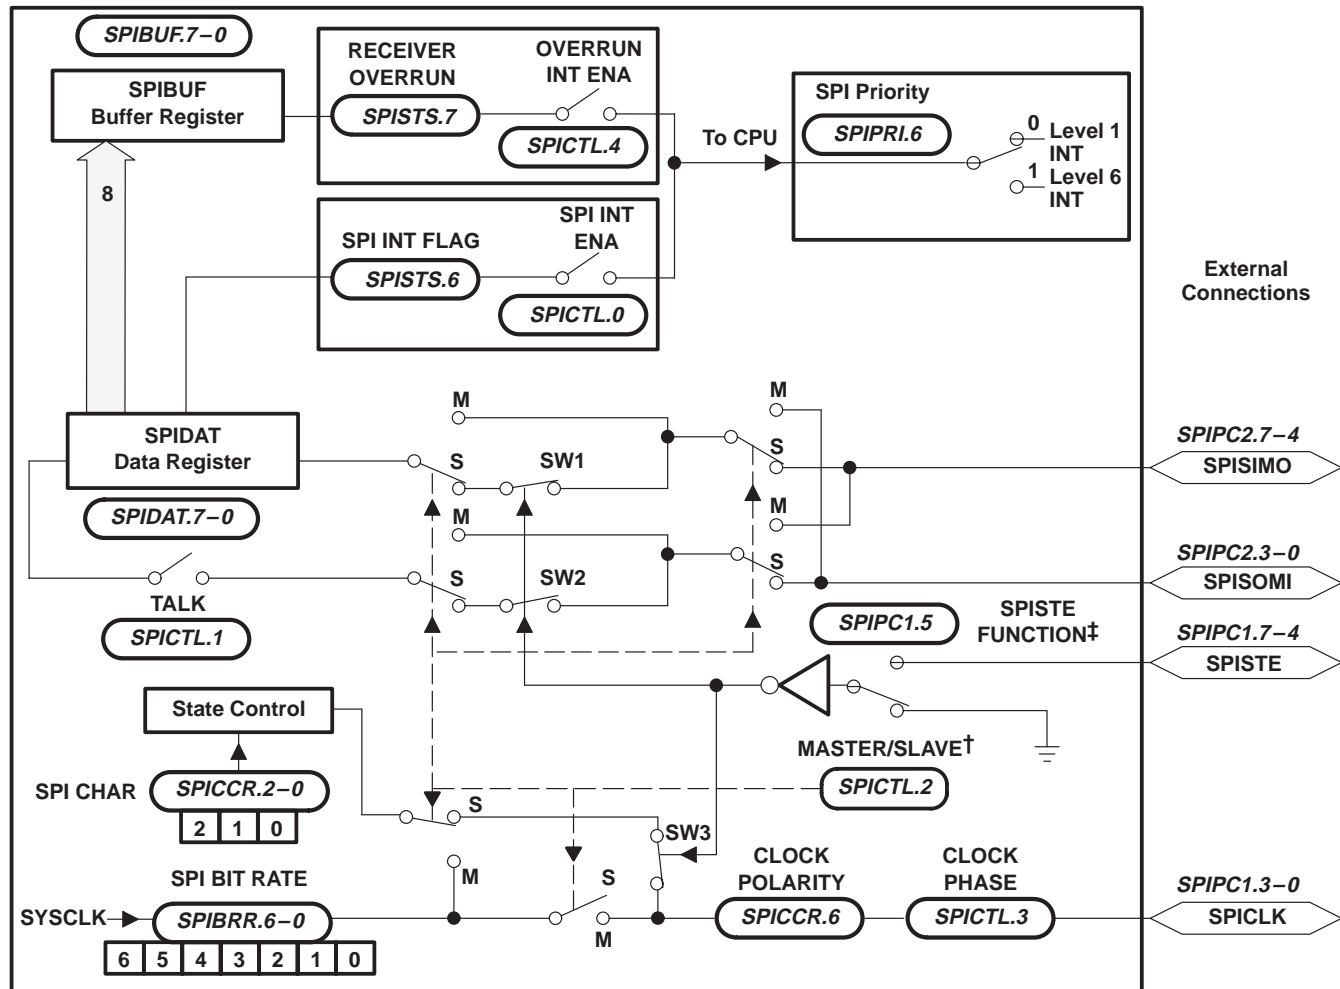 SPIBUF.7–0
SPIBUF
Buffer Register
RECEIVER
OVERRUN
SPISTS.7
OVERRUN
INT ENA
SPICTL.4
To CPU
SPI Priority
SPIPRI.6
0
Level 1
INT
1
Level 6
INT
8
SPI INT FLAG
SPISTS.6
SPI INT
ENA
SPICTL.0
External
Connections
SPIDAT
Data Register
SPIDAT.7–0
M
S
SW1
M
S
SPIPC2.7–4
SPISIMO
M
S
SW2
M
S
SPIPC2.3–0
SPISOMI
TALK
SPICTL.1
SPIPC1.5
SPISTE
FUNCTION‡
SPIPC1.7–4
SPISTE
State Control
MASTER/SLAVE†
SPICTL.2
SPI CHAR
SPICCR.2–0
2 1 0
S
M
SW3
SPI BIT RATE
SYSCLK
SPIBRR.6–0
6 5 4 3 2 1 0
S
M
CLOCK
POLARITY
SPICCR.6
CLOCK
PHASE
SPICTL.3
SPIPC1.3–0
SPICLK